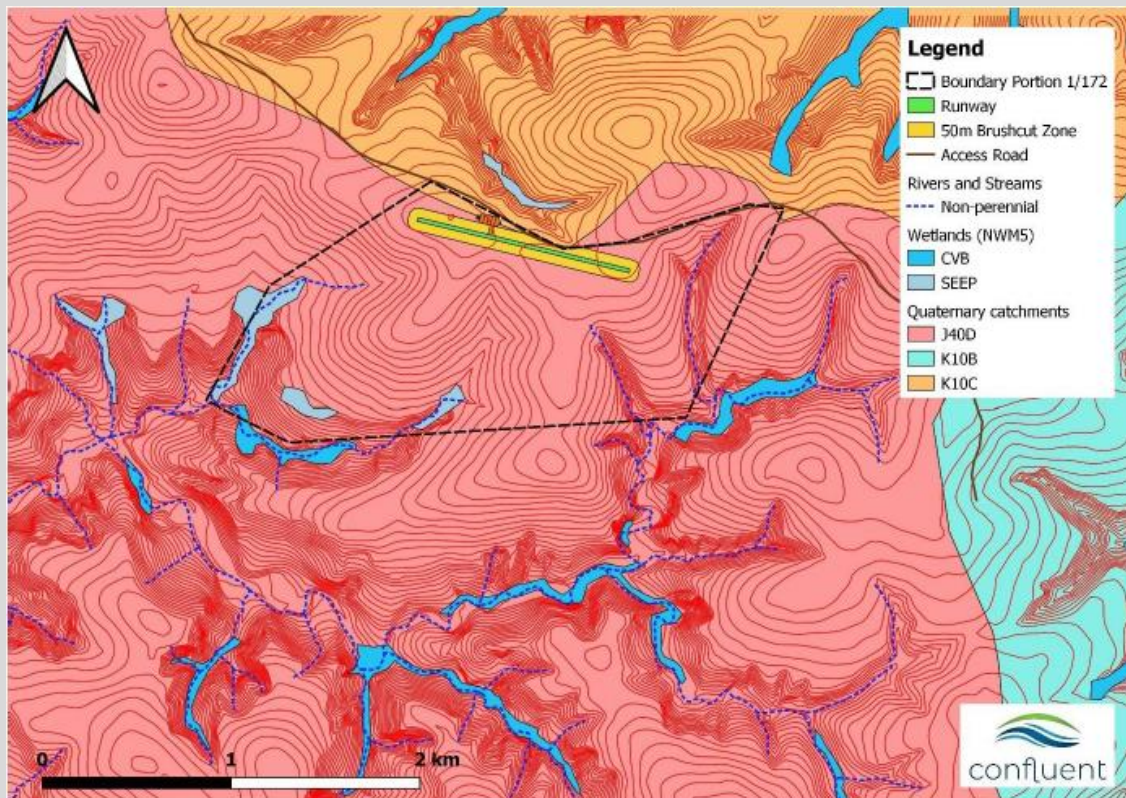 Legend
Boundary Portion 1/172
Runway
50m Brushcut Zone
Access Road
Rivers and Streams
Non-perennial
Wetlands (NWM5)
CVB
SEEP
Quaternary catchments
J40D
K10B
K10C
0 1 2 km
confluent